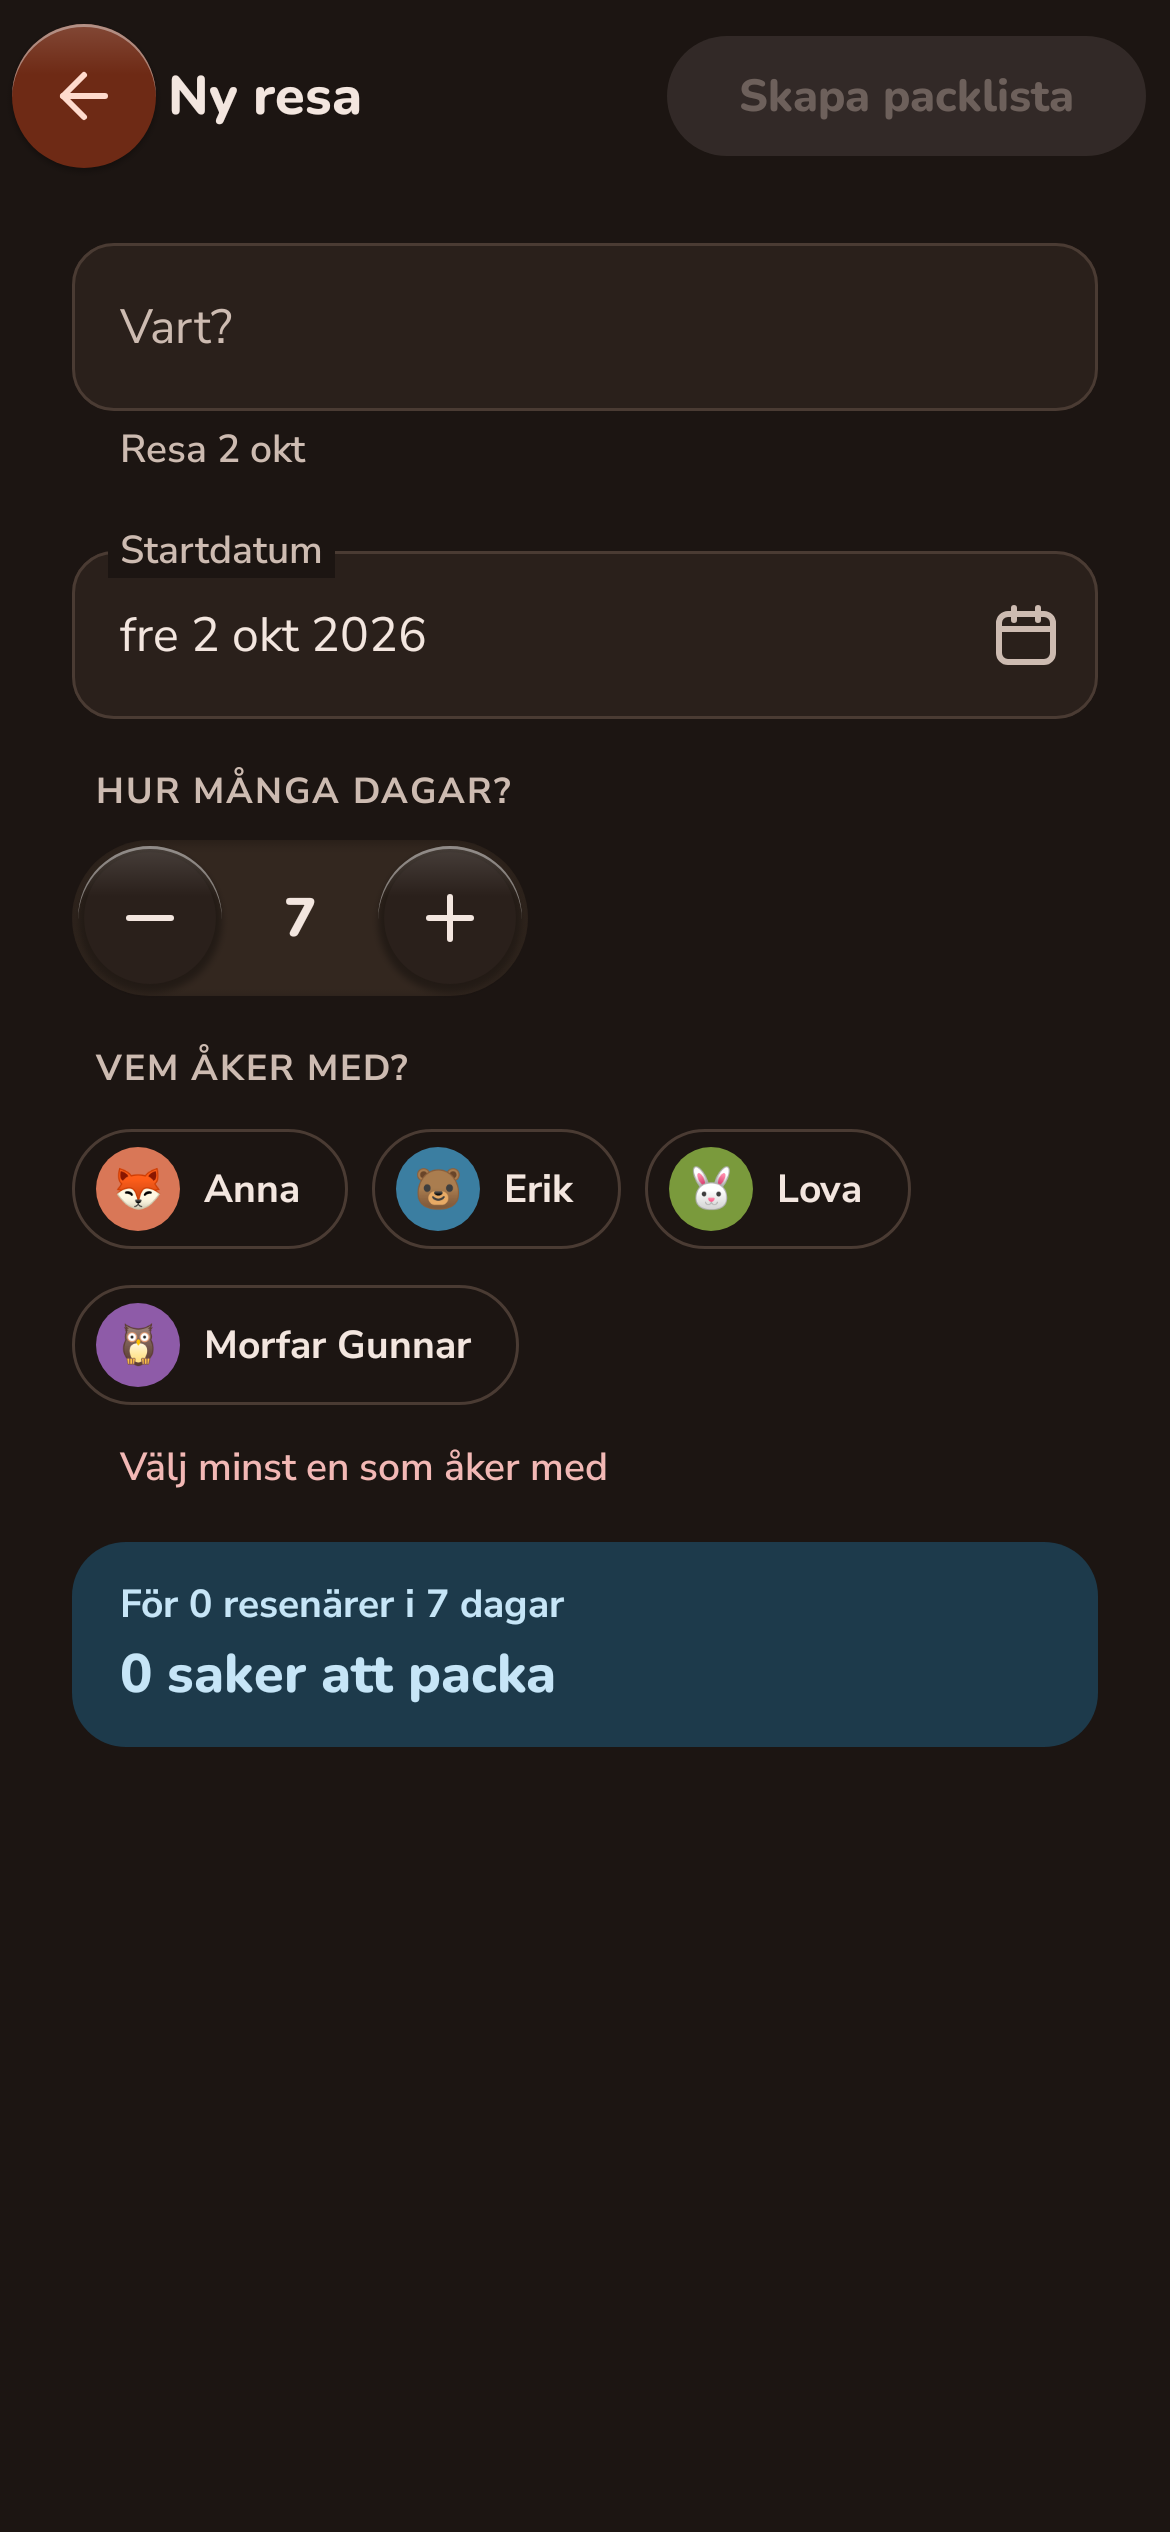 Ny resa
Skapa packlista
Vart?
Resa 2 okt
Startdatum
fre 2 okt 2026
HUR MÅNGA DAGAR?
7
VEM ÅKER MED?
Anna
Erik
Lova
Morfar Gunnar
Välj minst en som åker med
För 0 resenärer i 7 dagar
0 saker att packa